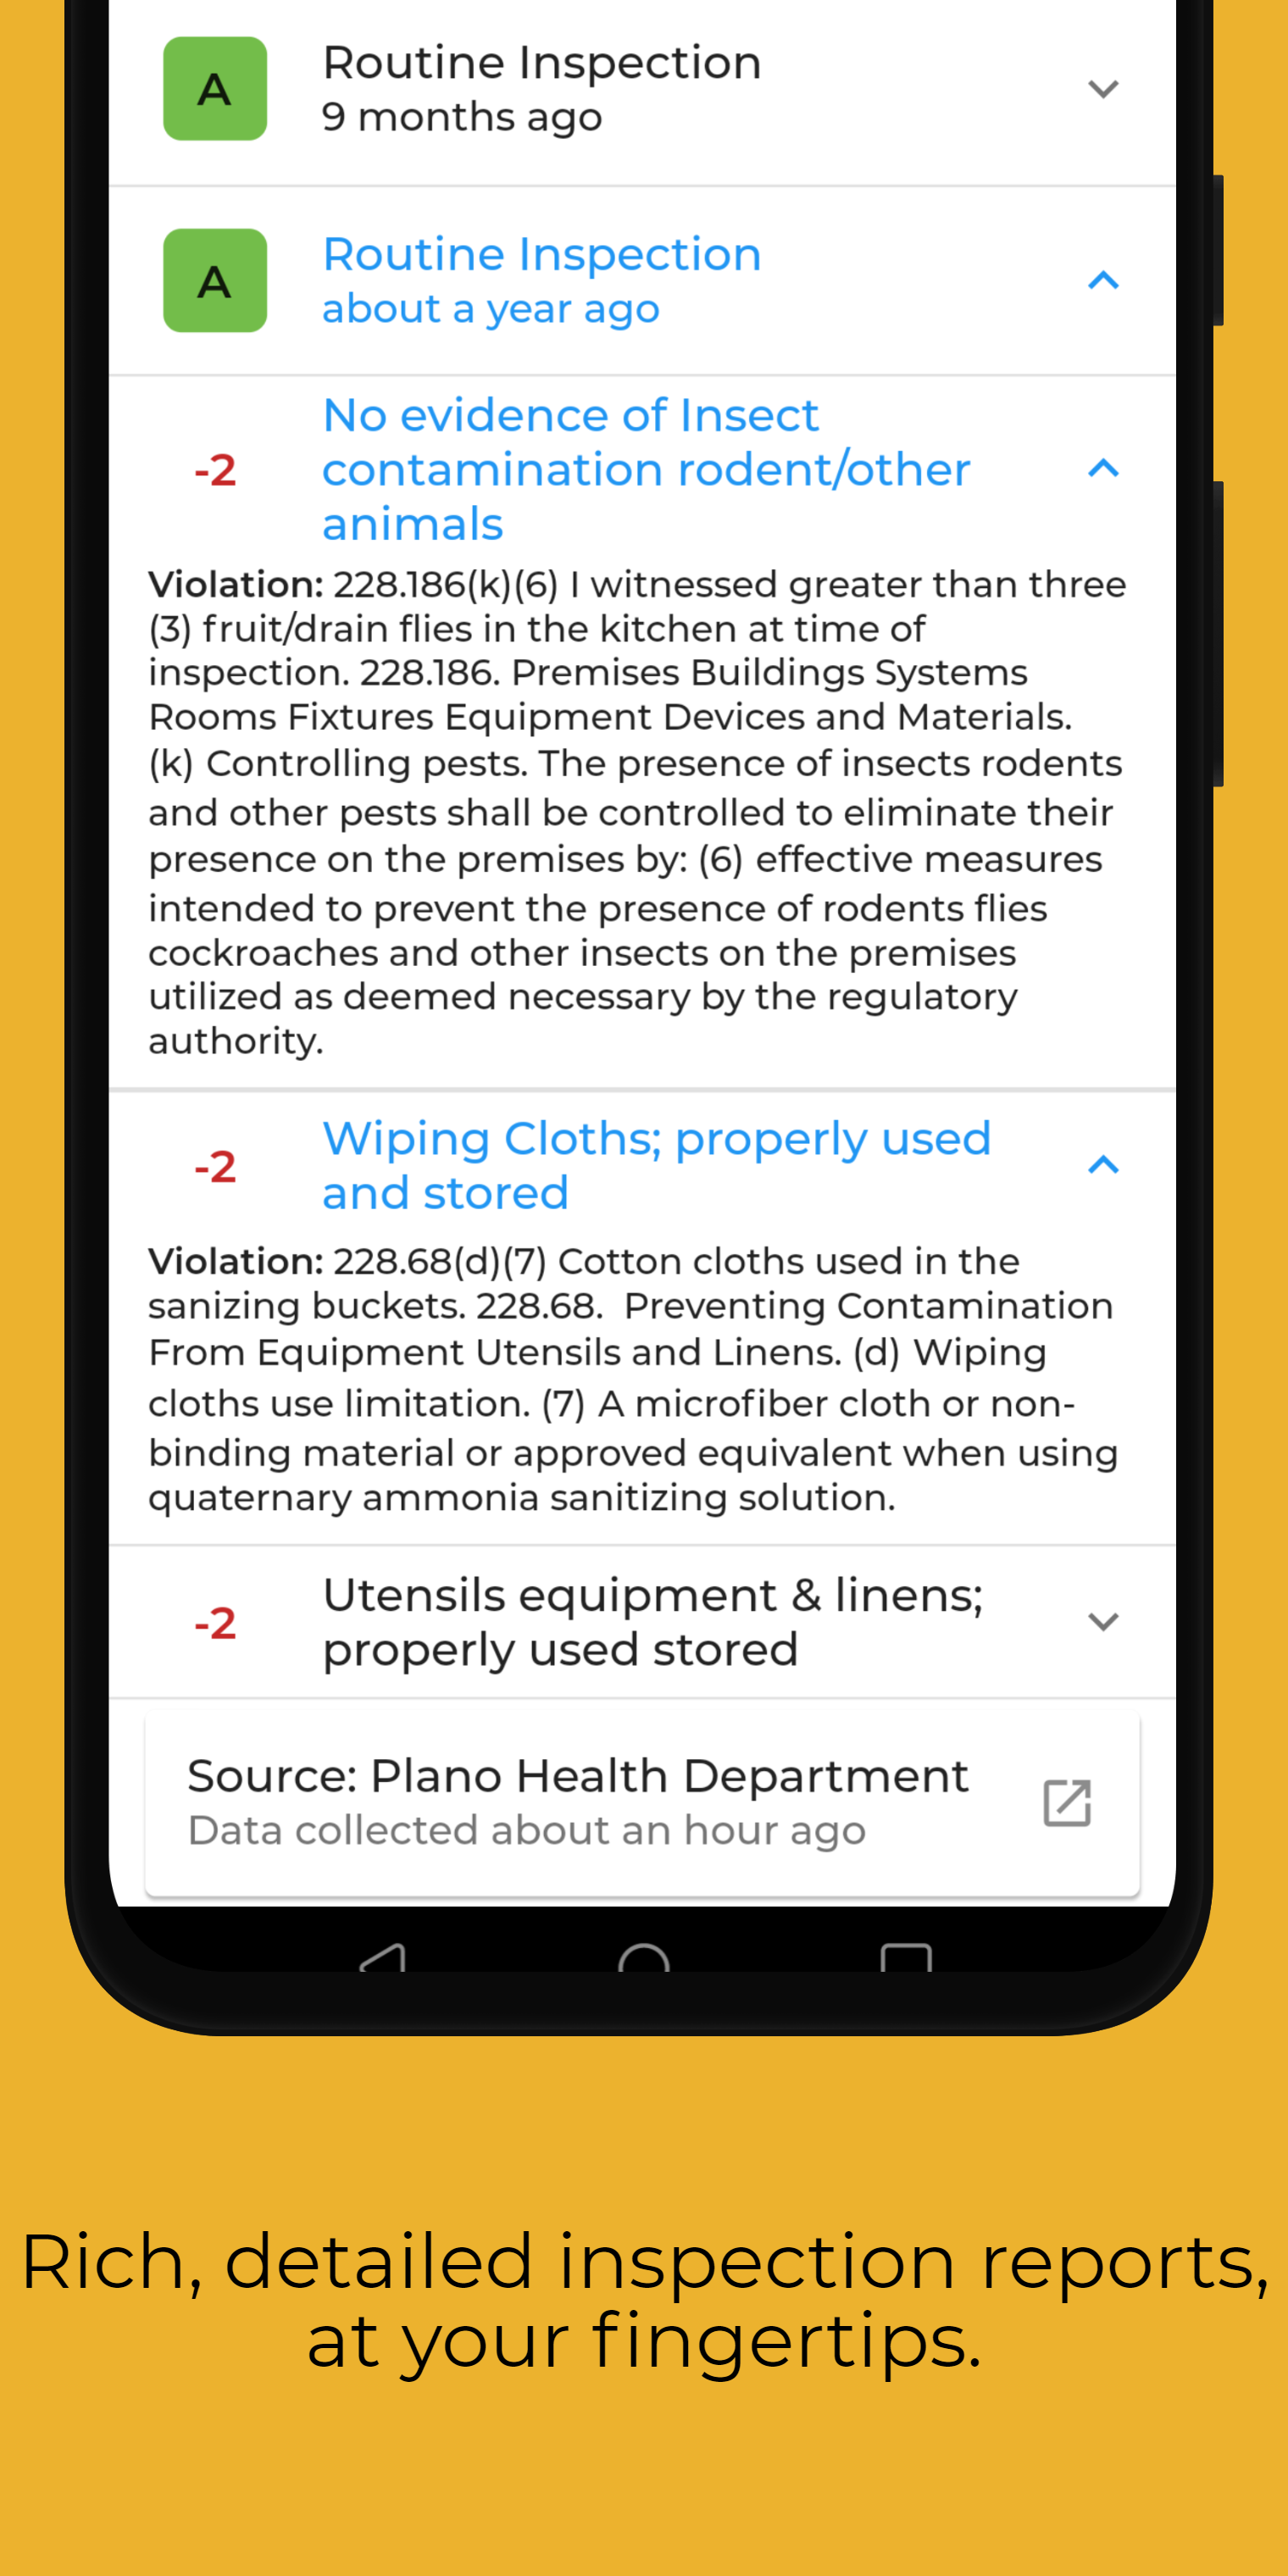 A
Routine Inspection
9 months ago
A
Routine Inspection
about a year ago
-2
No evidence of Insect
contamination rodent/other
animals
Violation: 228.186(k)(6) I witnessed greater than three
(3) fruit/drain flies in the kitchen at time of
inspection. 228.186. Premises Buildings Systems
Rooms Fixtures Equipment Devices and Materials.
(k) Controlling pests. The presence of insects rodents
and other pests shall be controlled to eliminate their
presence on the premises by: (6) effective measures
intended to prevent the presence of rodents flies
cockroaches and other insects on the premises
utilized as deemed necessary by the regulatory
authority.
-2
Wiping Cloths; properly used
and stored
Violation: 228.68(d)(7) Cotton cloths used in the
sanizing buckets. 228.68. Preventing Contamination
From Equipment Utensils and Linens. (d) Wiping
cloths use limitation. (7) A microfiber cloth or non-
binding material or approved equivalent when using
quaternary ammonia sanitizing solution.
-2
Utensils equipment & linens;
properly used stored
Source: Plano Health Department
Data collected about an hour ago
Rich, detailed inspection reports,
at your fingertips.